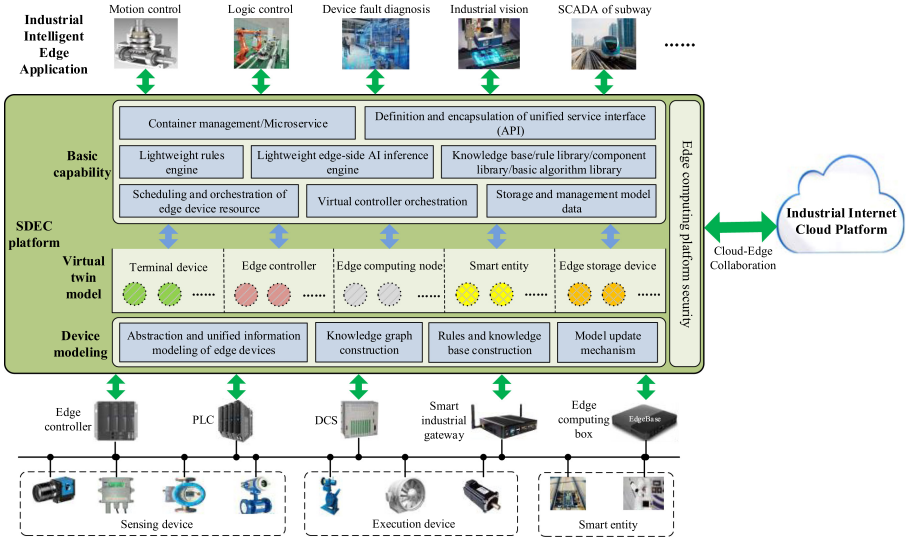 Industrial
Intelligent
Edge
Application
Motion control
Logic control
Device fault diagnosis
Industrial vision
SCADA of subway
......
SDEC
platform
Basic
capability
Container management/Microservice
Definition and encapsulation of unified service interface
(API)
Lightweight rules
engine
Lightweight edge-side AI inference
engine
Knowledge base/rule library/component
library/basic algorithm library
Scheduling and orchestration of
edge device resource
Virtual controller orchestration
Storage and management model
data
Virtual
twin
model
Terminal device
......
Edge controller
......
Edge computing node
......
Smart entity
......
Edge storage device
......
Device
modeling
Abstraction and unified information
modeling of edge devices
Knowledge graph
construction
Rules and knowledge
base construction
Model update
mechanism
Edge computing platform security
Cloud-Edge
Collaboration
Industrial Internet
Cloud Platform
Edge
controller
PLC
DCS
Smart
industrial
gateway
Edge
computing
box
EdgeBase
Sensing device
Execution device
Smart entity